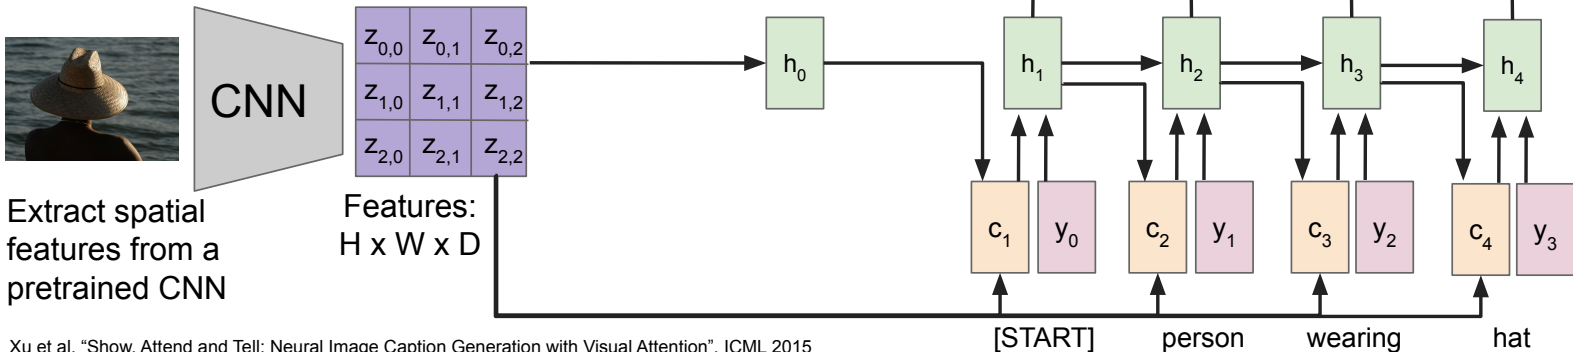 CNN
z0,0 z0,1 z0,2
z1,0 z1,1 z1,2
z2,0 z2,1 z2,2
h0
h1
h2
h3
h4
Extract spatial
features from a
pretrained CNN
Features:
H x W x D
c1 y0
c2 y1
c3 y2
c4 y3
[START] person wearing hat
Xu et al, “Show, Attend and Tell: Neural Image Caption Generation with Visual Attention”, ICML 2015